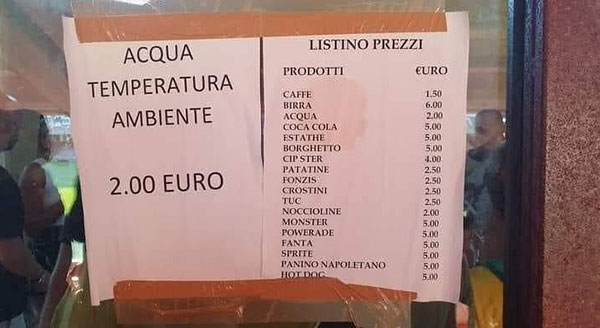 ACQUA
TEMPERATURA
AMBIENTE
2.00 EURO
LISTINO PREZZI
PRODOTTI €URO
CAFFE 1.50
BIRRA 6.00
ACQUA 2.00
COCA COLA 5.00
ESTATHE 5.00
BORGHETTO 5.00
CIP STER 4.00
PATATINE 2.50
FONZIS 2.50
CROSTINI 2.50
TUC 2.50
NOCCIOLINE 2.00
MONSTER 5.00
POWERADE 5.00
FANTA 5.00
SPRITE 5.00
PANINO NAPOLETANO 5.00
HOT DOG 5.00